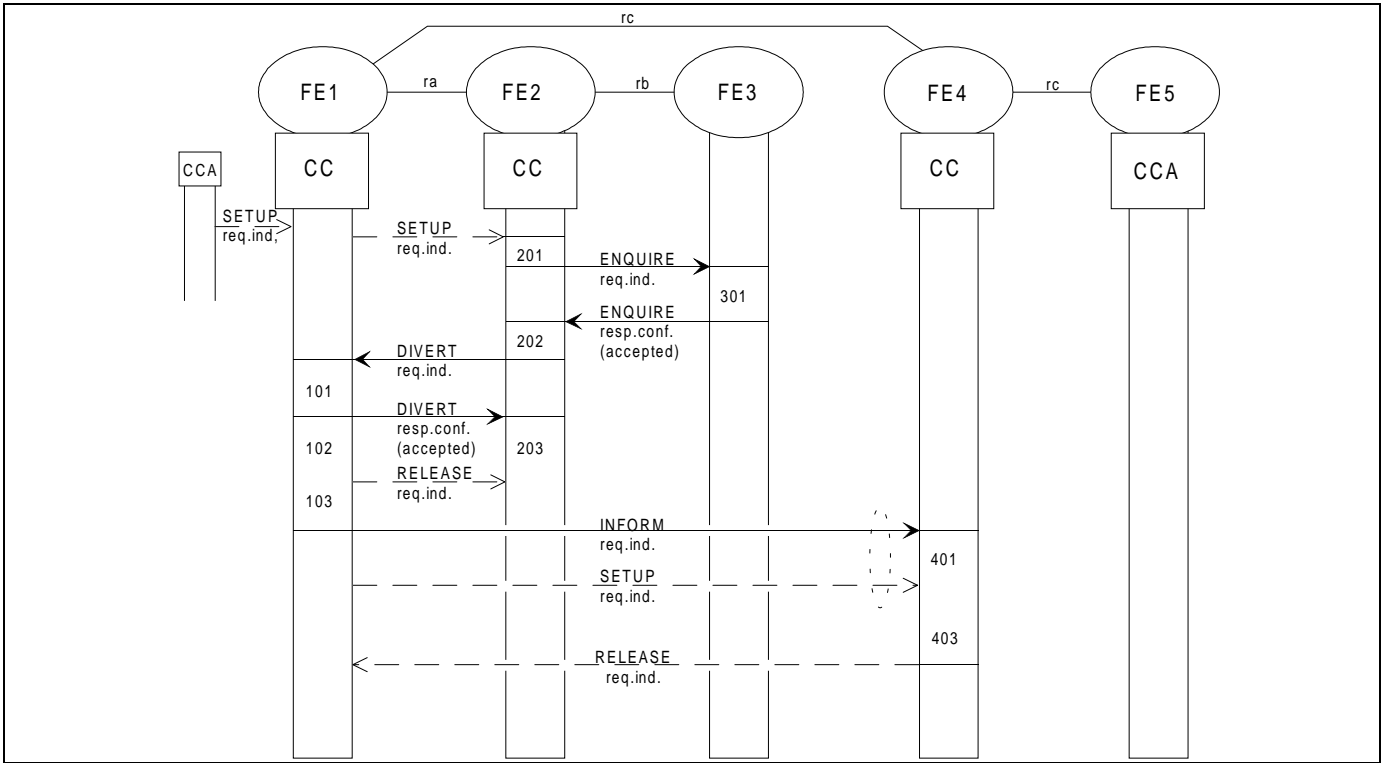 rc
ra
rb
rc
FE1
FE2
FE3
FE4
FE5
CCA
CC
CC
CC
CCA
SETUP
req.ind,
SETUP
req.ind.
201
ENQUIRE
req.ind.
301
ENQUIRE
resp.conf.
(accepted)
202
DIVERT
req.ind.
101
DIVERT
resp.conf.
(accepted)
102
203
RELEASE
req.ind.
103
INFORM
req.ind.
401
SETUP
req.ind.
403
RELEASE
req.ind.